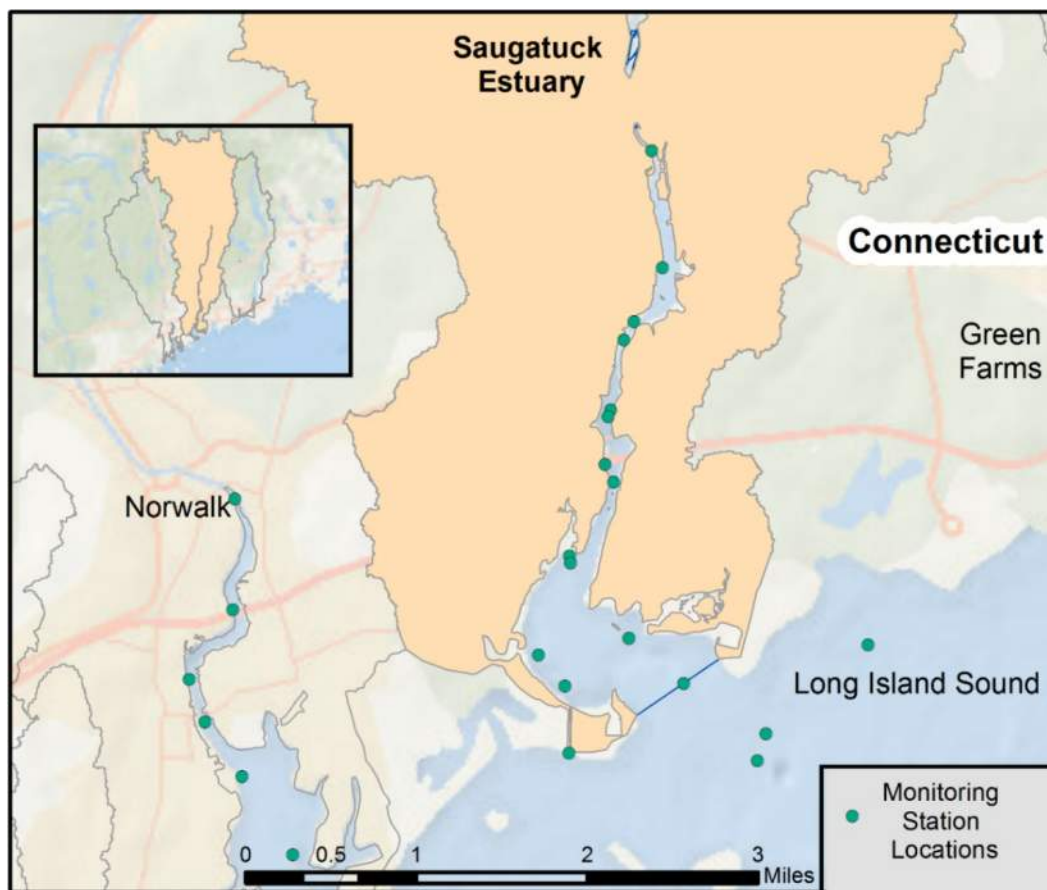 Saugatuck
Estuary
Connecticut
Green
Farms
Norwalk
Long Island Sound
Monitoring
Station
Locations
0 0.5 1 2 3
Miles